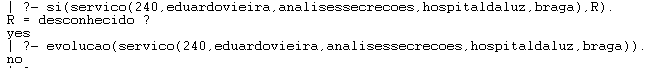 | ?- si(servico(240,eduardovieira,analisessecrecoes,hospitaldaluz,braga),R).
R = desconhecido ?
yes
| ?- evolucao(servico(240,eduardovieira,analisessecrecoes,hospitaldaluz,braga)).
no